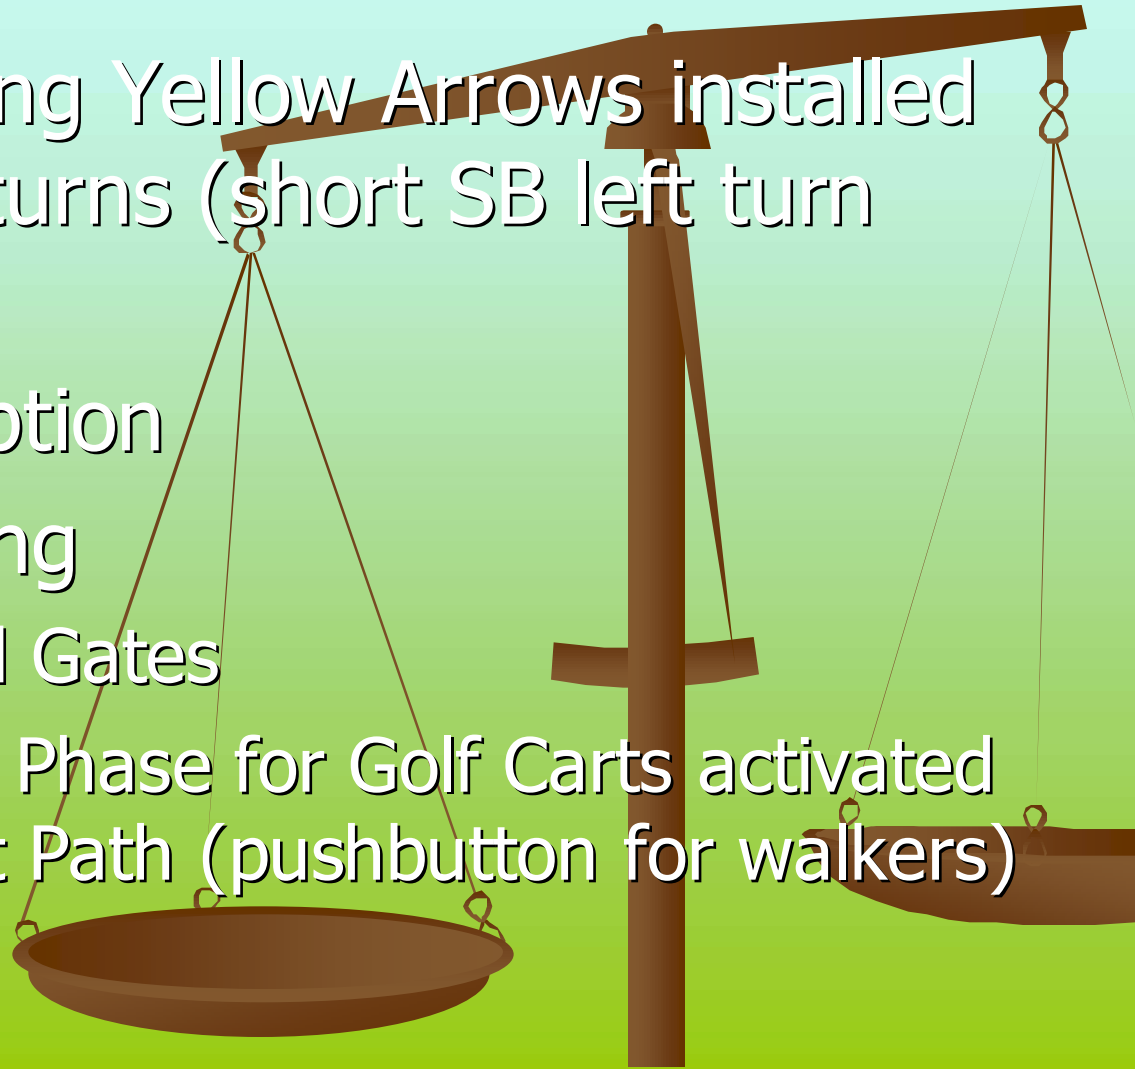 ng Yellow Arrows installed
turns (short SB left turn
ption
ng
l Gates
Phase for Golf Carts activated
t Path (pushbutton for walkers)